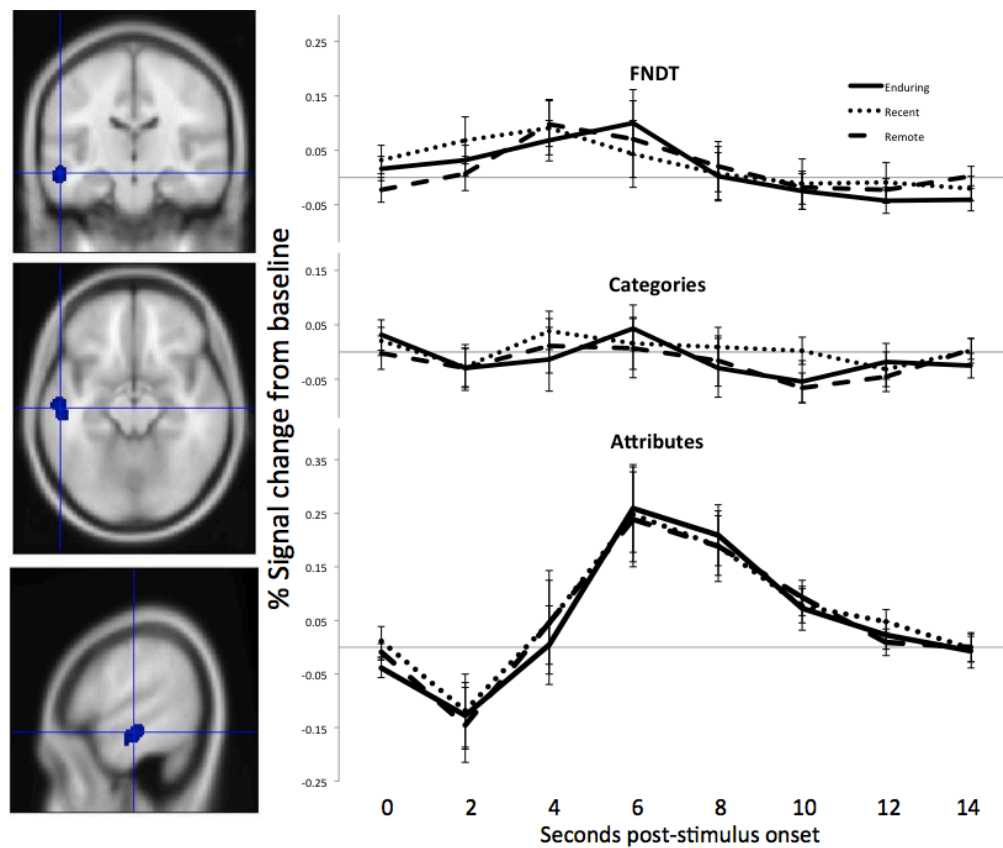 0.25
FNDT
Enduring
0.15
Recent
Remote
0.05
-0.05
% Signal change from baseline
0.15
Categories
0.05
-0.05
Attributes
0.35
0.25
0.15
0.05
-0.05
-0.15
-0.25
0 2 4 6 8 10 12 14
Seconds post-stimulus onset